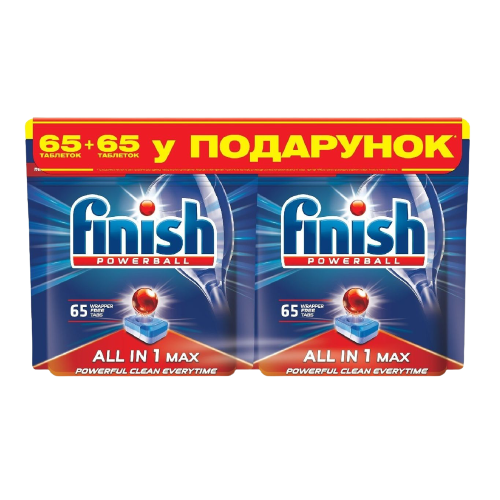 65+65 у ПОДАРУНОК
ТАБЛЕТОК ТАБЛЕТОК
finish
POWERBALL
65 WRAPPER FREE TABS
ALL IN 1 MAX
POWERFUL CLEAN EVERYTIME
finish
POWERBALL
65 WRAPPER FREE TABS
ALL IN 1 MAX
POWERFUL CLEAN EVERYTIME